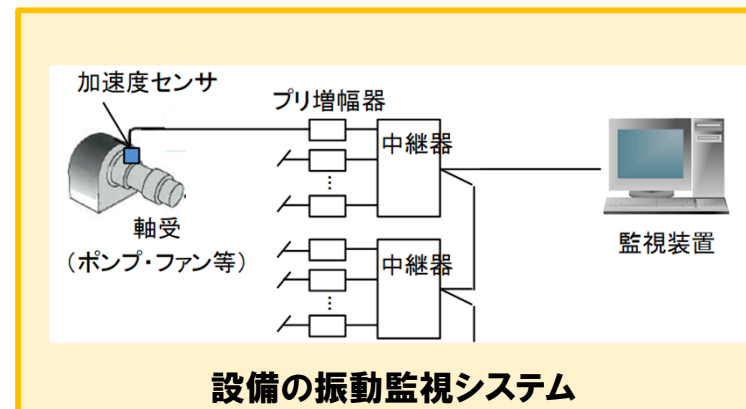 加速度センサ
プリ増幅器
中継器
軸受
（ポンプ・ファン等）
監視装置
中継器
設備の振動監視システム